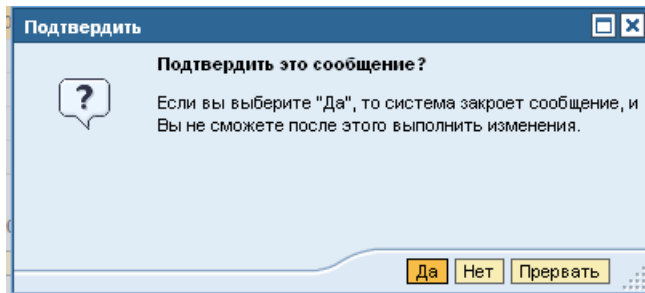 Подтвердить
Подтвердить это сообщение?
Если вы выберите "Да", то система закроет сообщение, и
Вы не сможете после этого выполнить изменения.
Да Нет Прервать